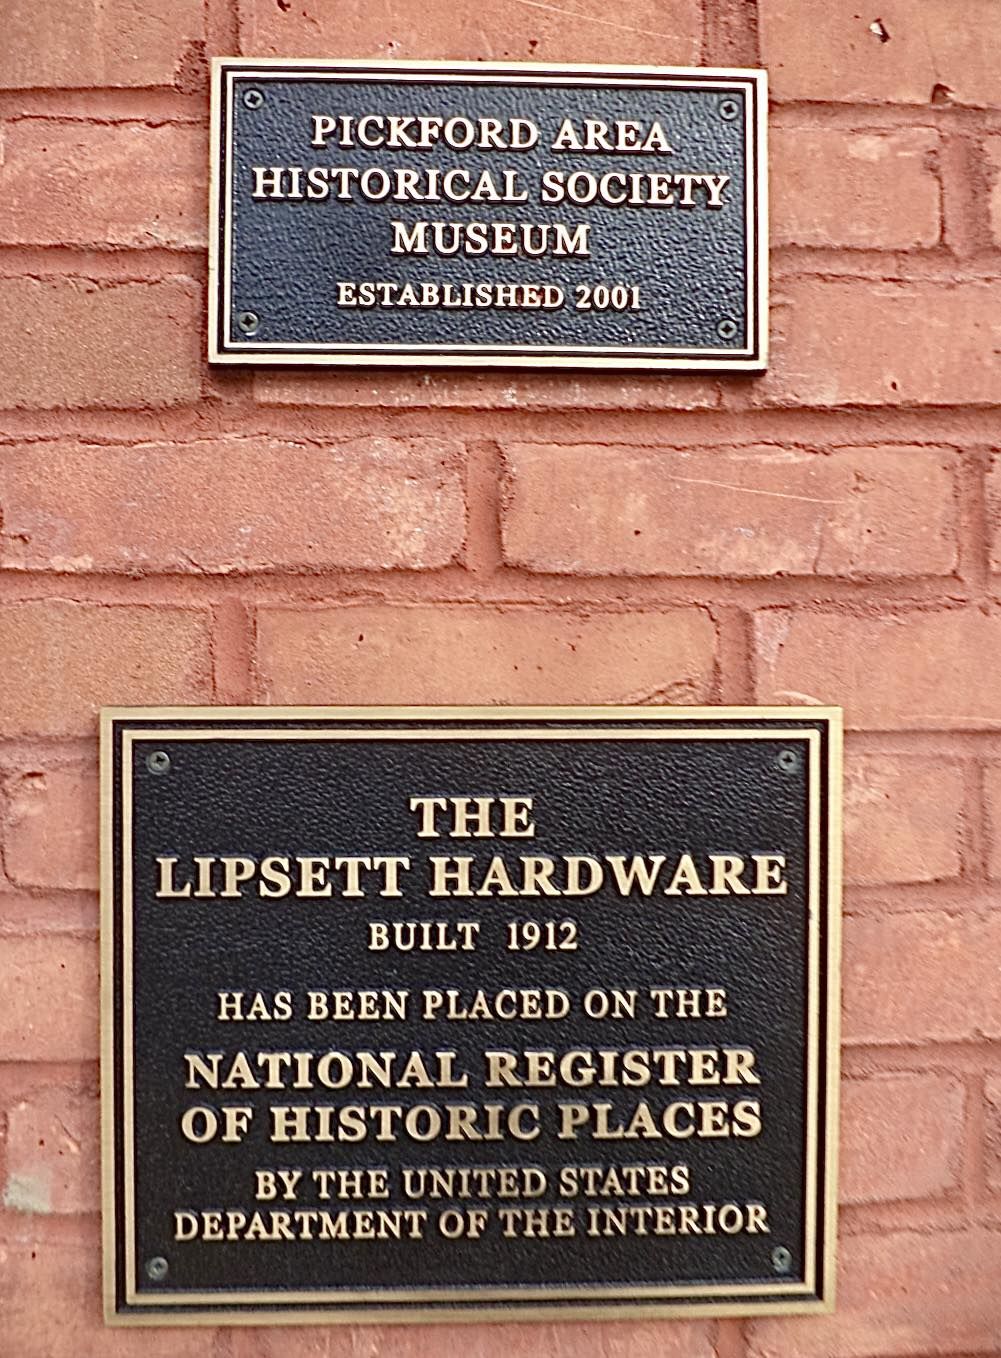 PICKFORD AREA
HISTORICAL SOCIETY
MUSEUM
ESTABLISHED 2001
THE
LIPSETT HARDWARE
BUILT 1912
HAS BEEN PLACED ON THE
NATIONAL REGISTER
OF HISTORIC PLACES
BY THE UNITED STATES
DEPARTMENT OF THE INTERIOR